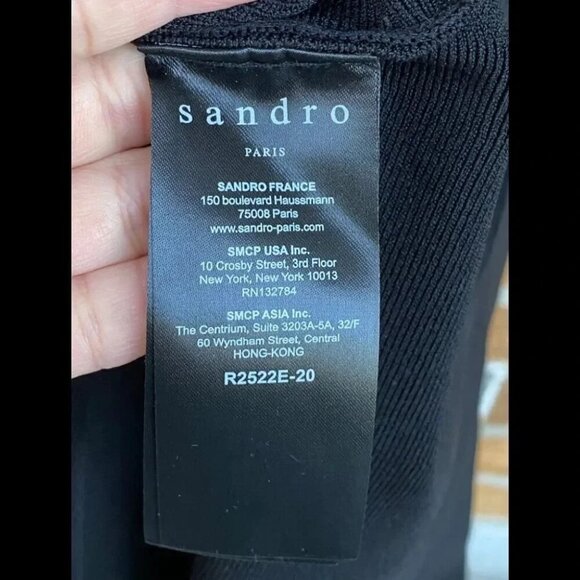 sandro
PARIS
SANDRO FRANCE
150 boulevard Haussmann
75008 Paris
www.sandro-paris.com
SMCP USA Inc.
10 Crosby Street, 3rd Floor
New York, New York 10013
RN132784
SMCP ASIA Inc.
The Centrium, Suite 3203A-5A, 32/F
60 Wyndham Street, Central
HONG-KONG
R2522E-20